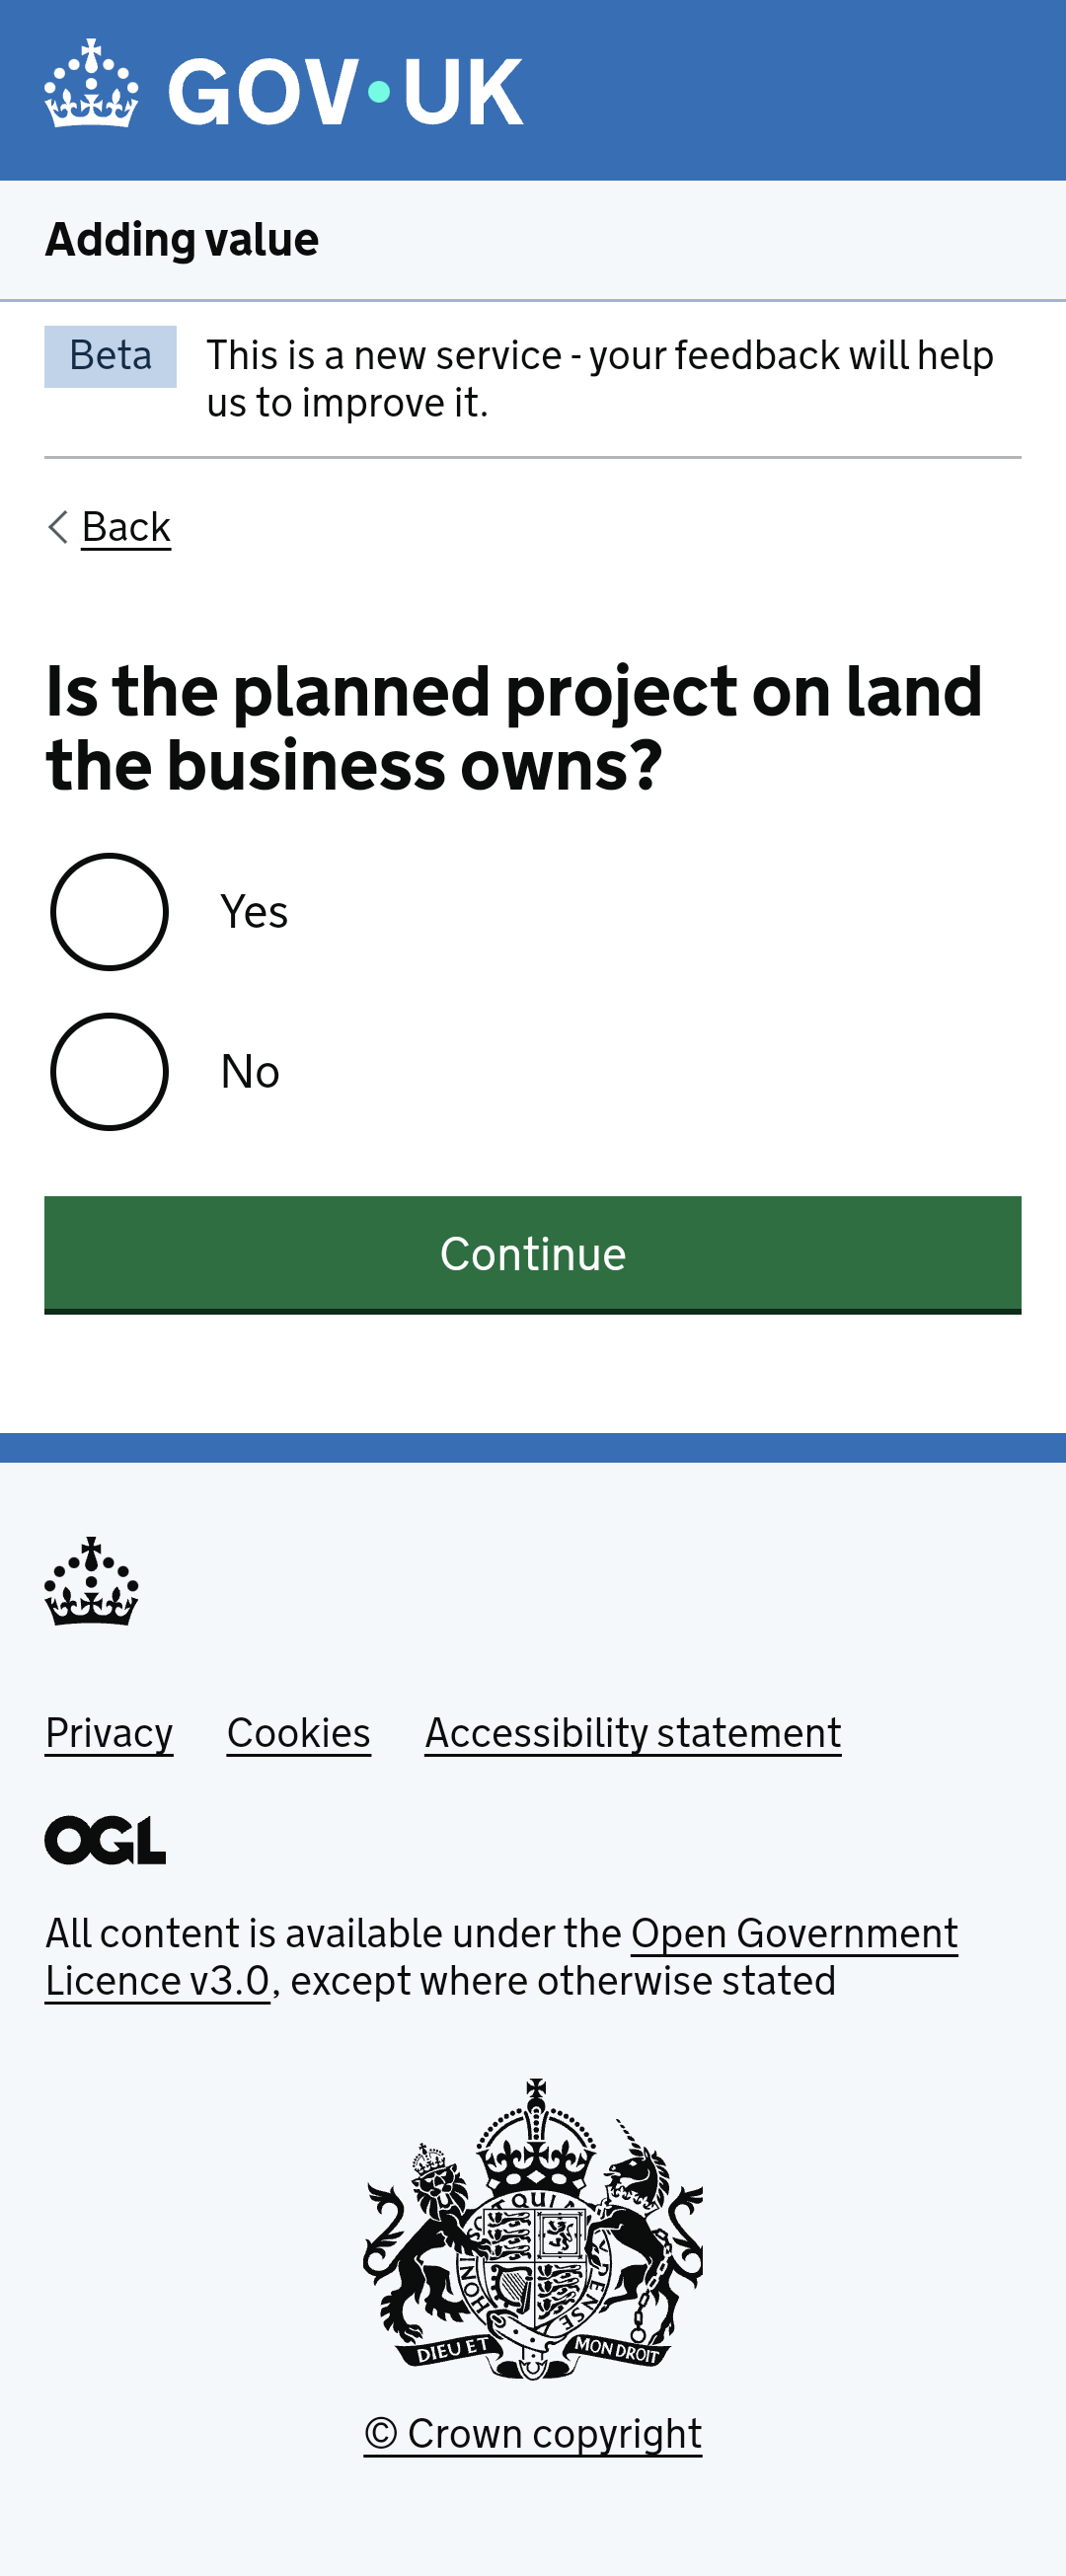 GOV·UK
Adding value
Beta
This is a new service - your feedback will help
us to improve it.
Back
Is the planned project on land
the business owns?
Yes
No
Continue
Privacy Cookies Accessibility statement
OGL
All content is available under the Open Government
Licence v3.0, except where otherwise stated
QUI
HONI
PENSE
DIEU ET MON DROIT
© Crown copyright